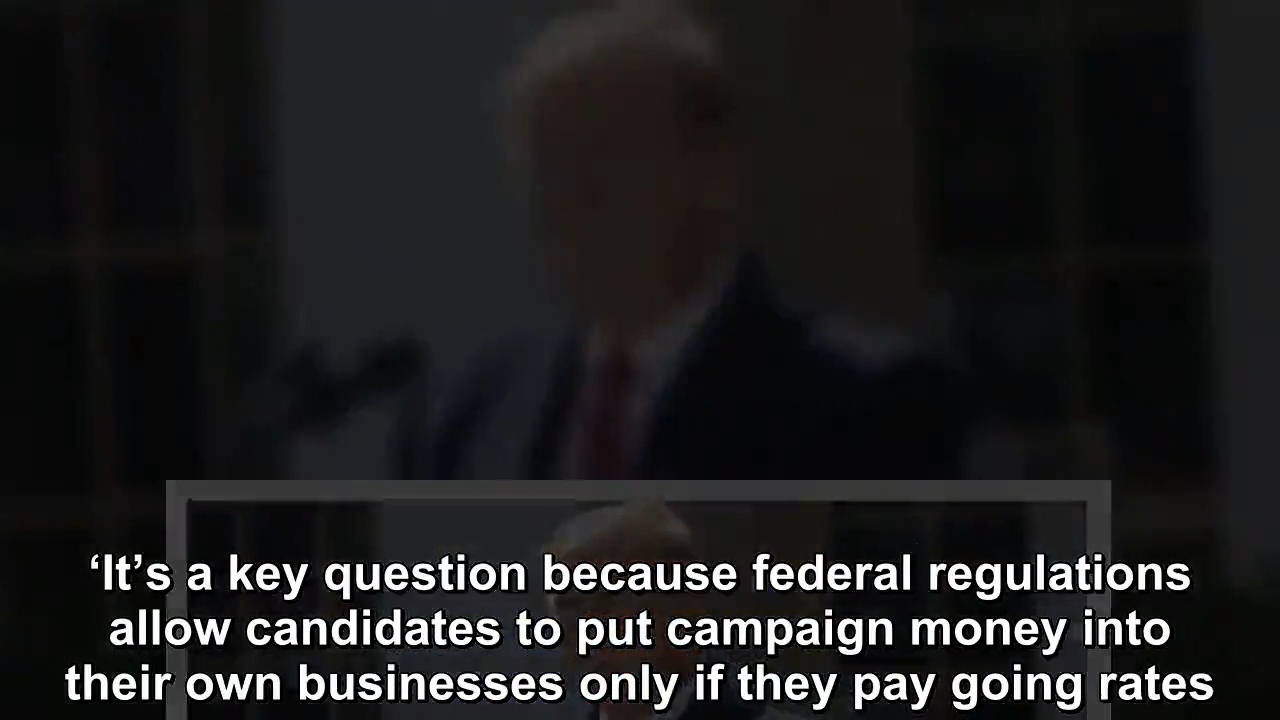 ‘It’s a key question because federal regulations
allow candidates to put campaign money into
their own businesses only if they pay going rates